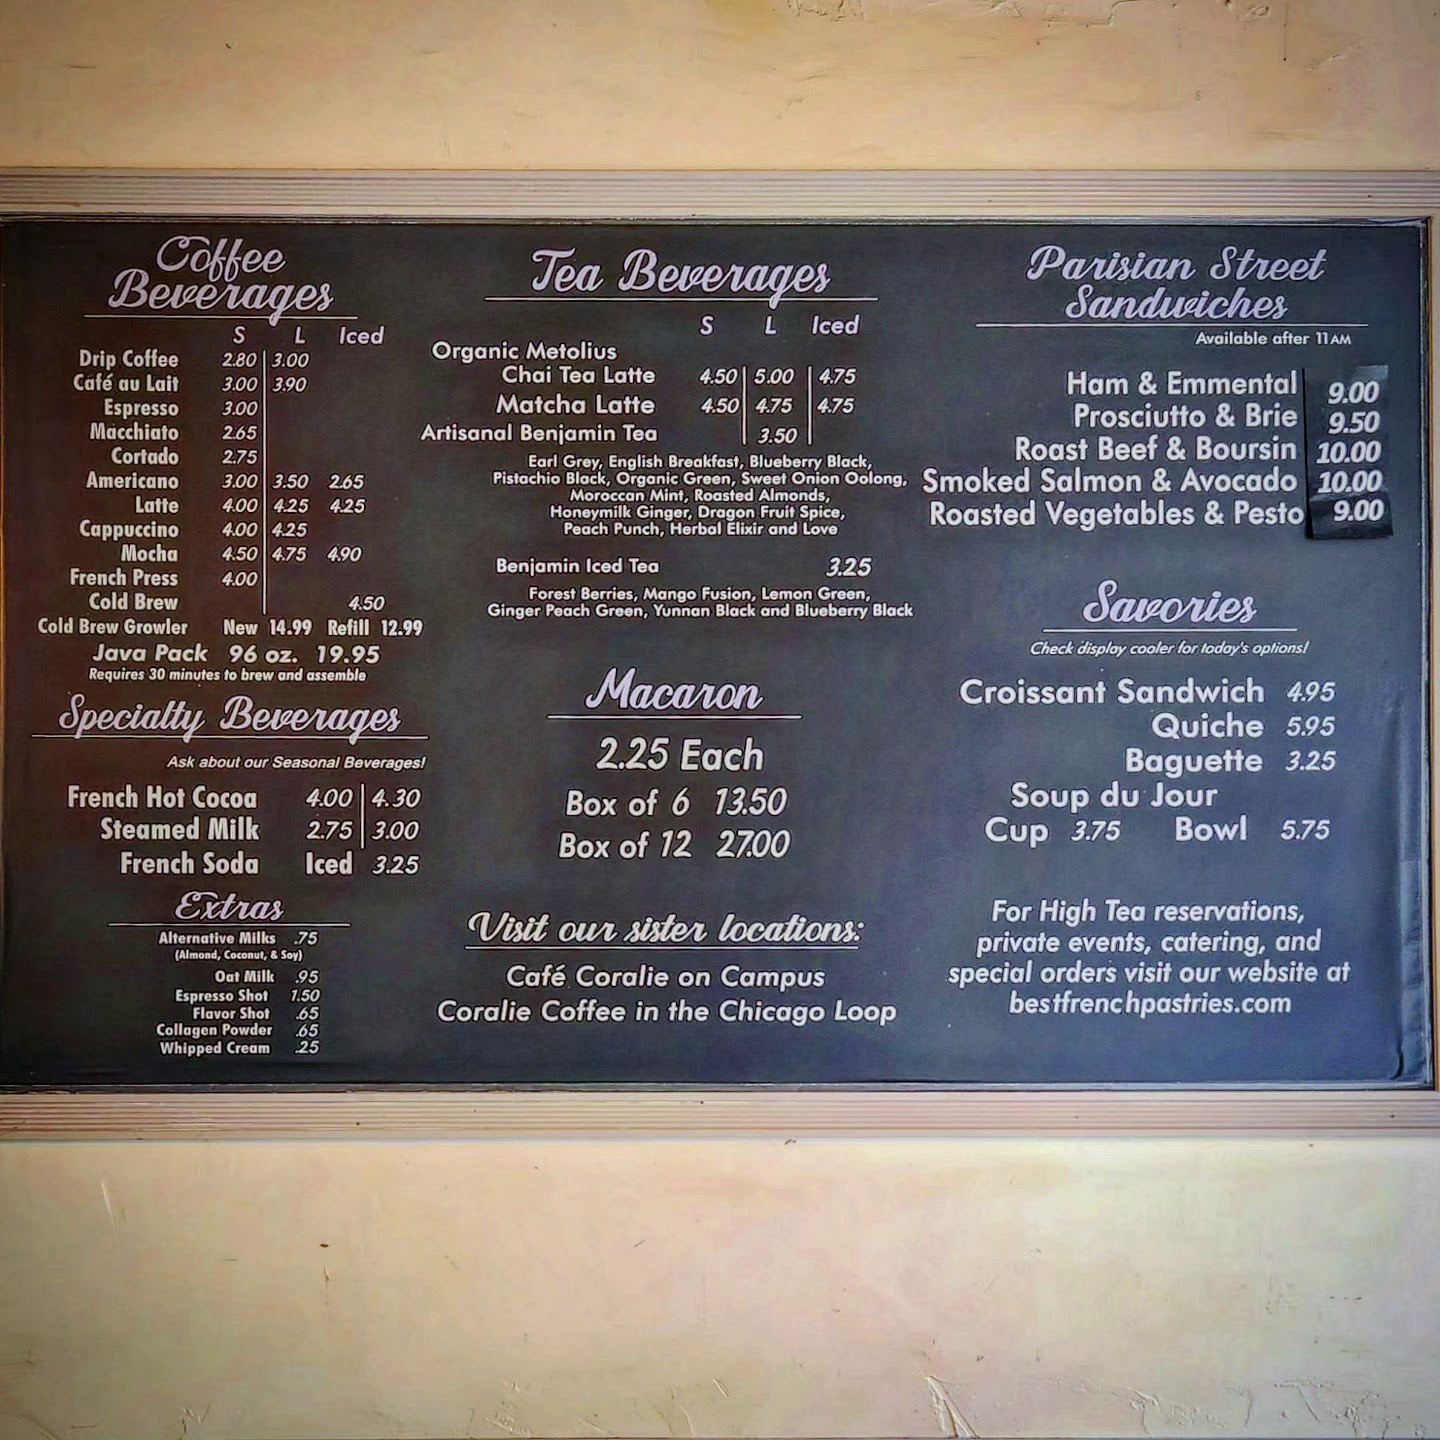 Coffee
Beverages
S L Iced
Drip Coffee 2.80 3.00
Café au Lait 3.00 3.90
Espresso 3.00
Macchiato 2.65
Cortado 2.75
Americano 3.00 3.50 2.65
Latte 4.00 4.25 4.25
Cappuccino 4.00 4.25
Mocha 4.50 4.75 4.90
French Press 4.00
Cold Brew 4.50
Cold Brew Growler New 14.99 Refill 12.99
Java Pack 96 oz. 19.95
Requires 30 minutes to brew and assemble
Specialty Beverages
Ask about our Seasonal Beverages!
French Hot Cocoa 4.00 4.30
Steamed Milk 2.75 3.00
French Soda Iced 3.25
Extras
Alternative Milks .75
(Almond, Coconut, & Soy)
Oat Milk .95
Espresso Shot 1.50
Flavor Shot .65
Collagen Powder .65
Whipped Cream .25
Tea Beverages
S L Iced
Organic Metolius
Chai Tea Latte 4.50 5.00 4.75
Matcha Latte 4.50 4.75 4.75
Artisanal Benjamin Tea 3.50
Earl Grey, English Breakfast, Blueberry Black,
Pistachio Black, Organic Green, Sweet Onion Oolong,
Moroccan Mint, Roasted Almonds,
Honeymilk Ginger, Dragon Fruit Spice,
Peach Punch, Herbal Elixir and Love
Benjamin Iced Tea 3.25
Forest Berries, Mango Fusion, Lemon Green,
Ginger Peach Green, Yunnan Black and Blueberry Black
Macaron
2.25 Each
Box of 6 13.50
Box of 12 27.00
Visit our sister locations:
Café Coralie on Campus
Coralie Coffee in the Chicago Loop
Parisian Street
Sandwiches
Available after 11AM
Ham & Emmental 9.00
Prosciutto & Brie 9.50
Roast Beef & Boursin 10.00
Smoked Salmon & Avocado 10.00
Roasted Vegetables & Pesto 9.00
Savories
Check display cooler for today's options!
Croissant Sandwich 4.95
Quiche 5.95
Baguette 3.25
Soup du Jour
Cup 3.75 Bowl 5.75
For High Tea reservations,
private events, catering, and
special orders visit our website at
bestfrenchpastries.com